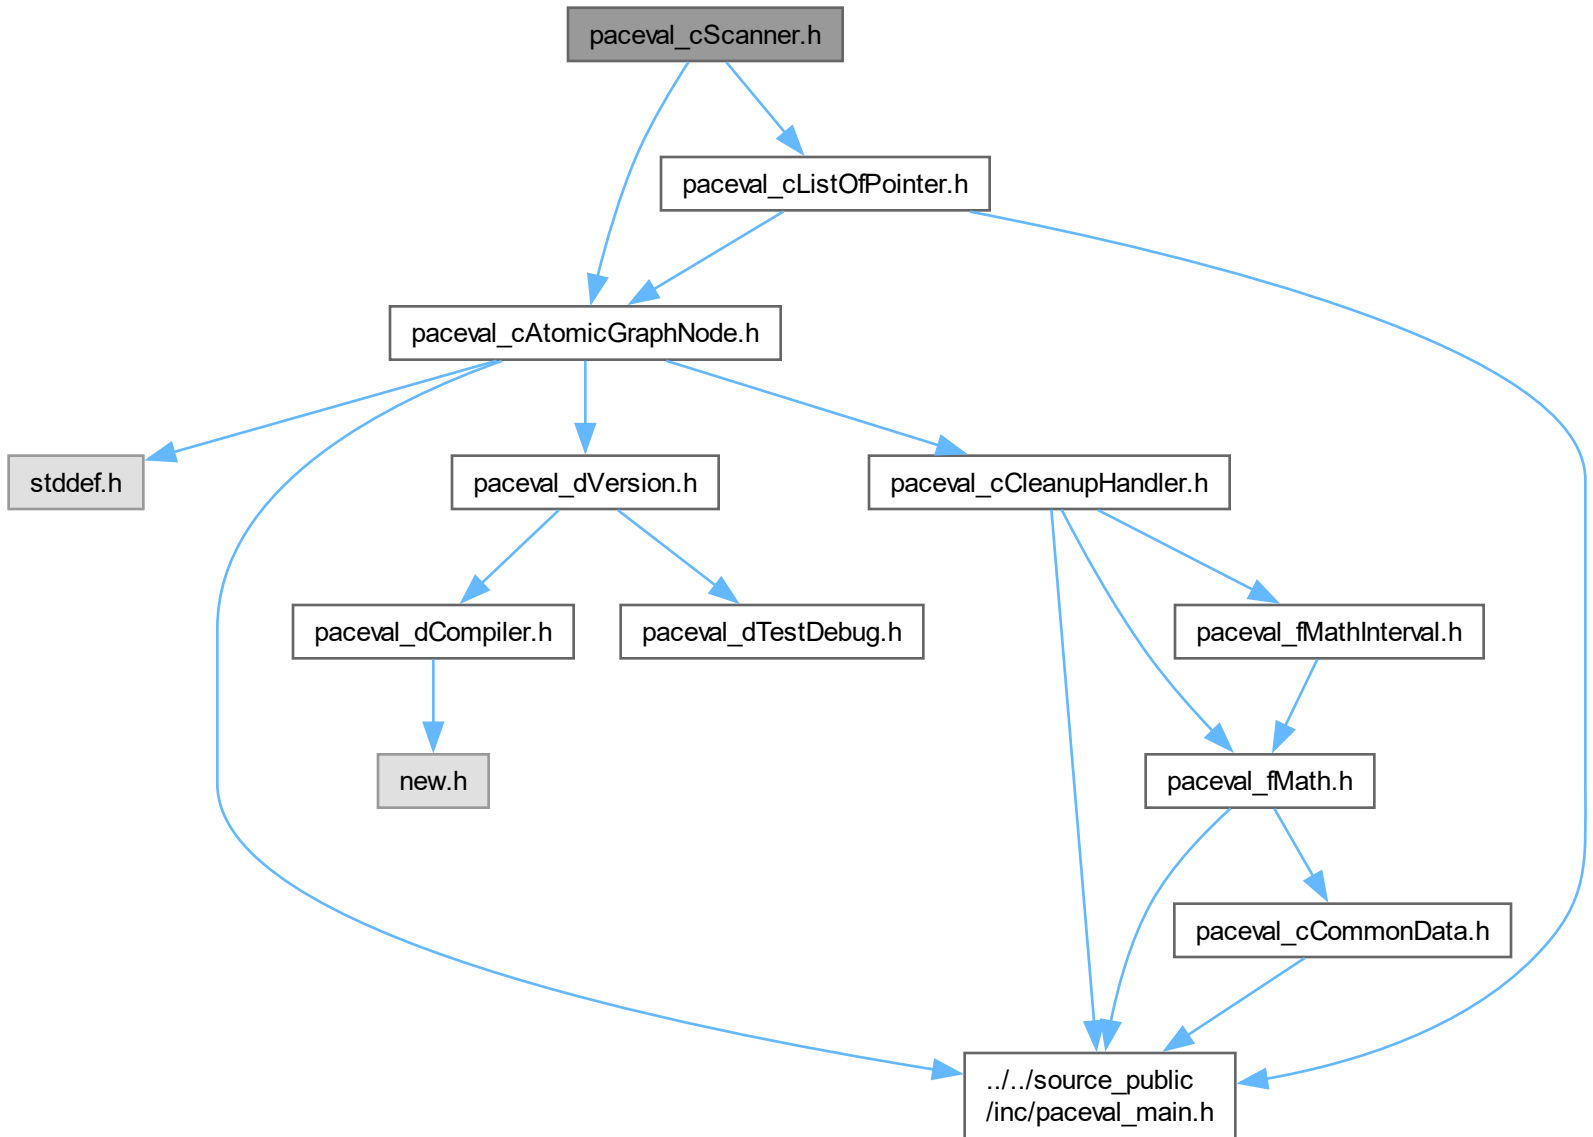 paceval_cScanner.h
paceval_cListOfPointer.h
paceval_cAtomicGraphNode.h
stddef.h
paceval_dVersion.h
paceval_cCleanupHandler.h
paceval_dCompiler.h
paceval_dTestDebug.h
paceval_fMathInterval.h
new.h
paceval_fMath.h
paceval_cCommonData.h
../../source_public
/inc/paceval_main.h